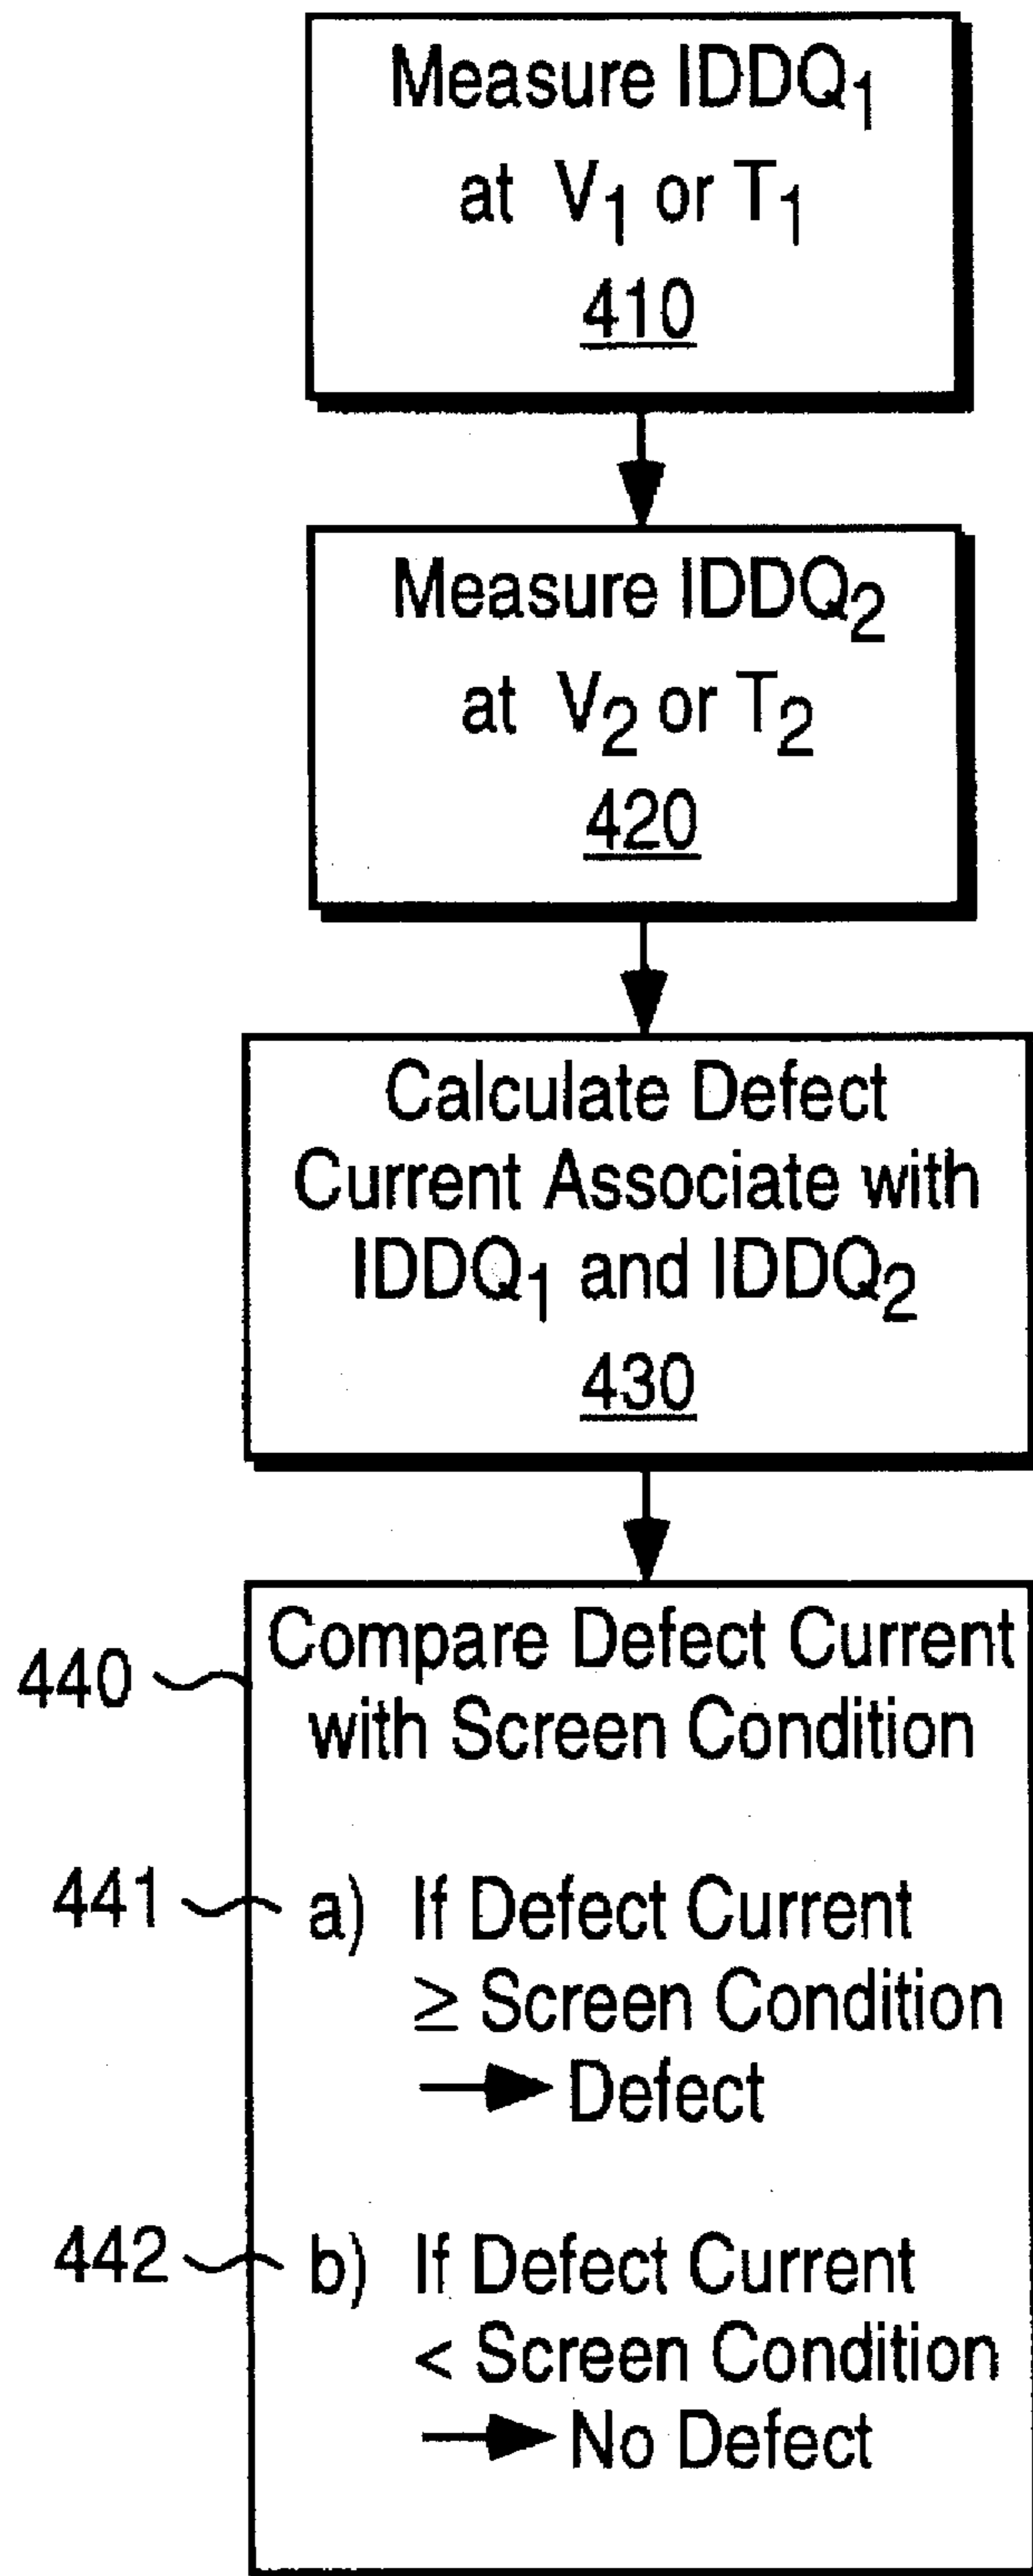 Measure IDDQ₁
at V₁ or T₁
410
Measure IDDQ₂
at V₂ or T₂
420
Calculate Defect
Current Associate with
IDDQ₁ and IDDQ₂
430
440
Compare Defect Current
with Screen Condition
441
a) If Defect Current
≥ Screen Condition
→ Defect
442
b) If Defect Current
< Screen Condition
→ No Defect